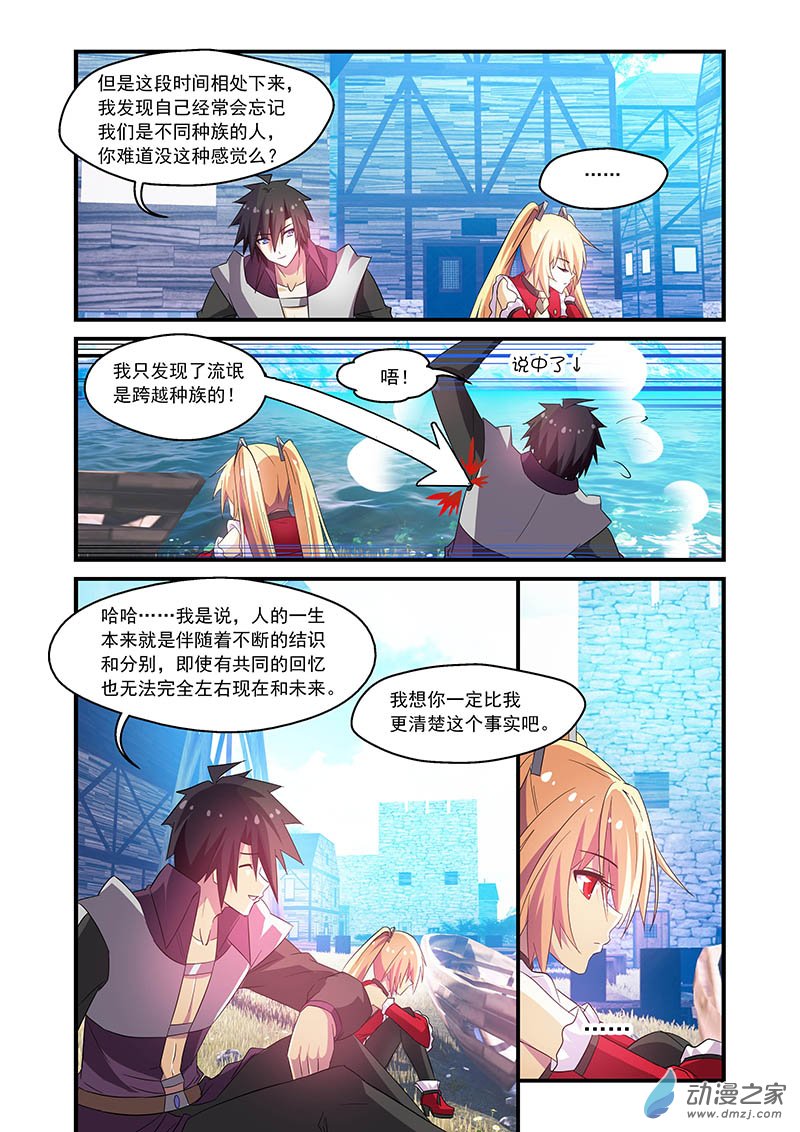 但是这段时间相处下来，
我发现自己经常会忘记
我们是不同种族的人，
你难道没这种感觉么？
……
我只发现了流氓
是跨越种族的！
唔！
说中了↓
哈哈……我是说，人的一生
本来就是伴随着不断的结识
和分别，即使有共同的回忆
也无法完全左右现在和未来。
我想你一定比我
更清楚这个事实吧。
……
动漫之家
www.dmzj.com